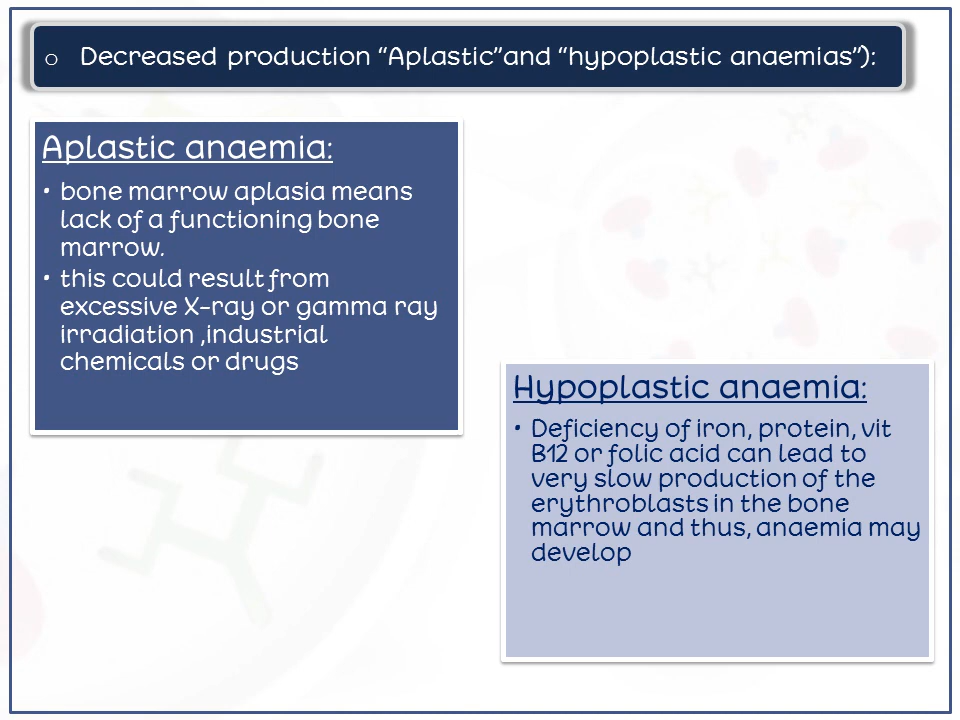 o Decreased production “Aplastic”and “hypoplastic anaemias”):
Aplastic anaemia:
• bone marrow aplasia means
lack of a functioning bone
marrow.
• this could result from
excessive X-ray or gamma ray
irradiation ,industrial
chemicals or drugs
Hypoplastic anaemia:
• Deficiency of iron, protein, vit
B12 or folic acid can lead to
very slow production of the
erythroblasts in the bone
marrow and thus, anaemia may
develop